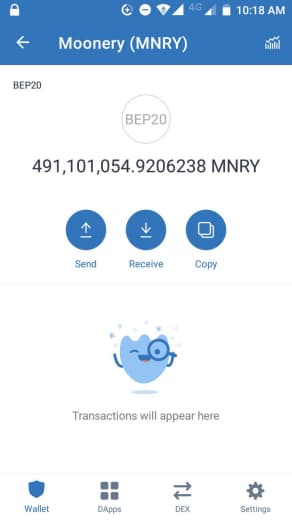 4G
10:18 AM
Moonery (MNRY)
BEP20
BEP20
491,101,054.9206238 MNRY
Send
Receive
Copy
Transactions will appear here
Wallet
DApps
DEX
Settings